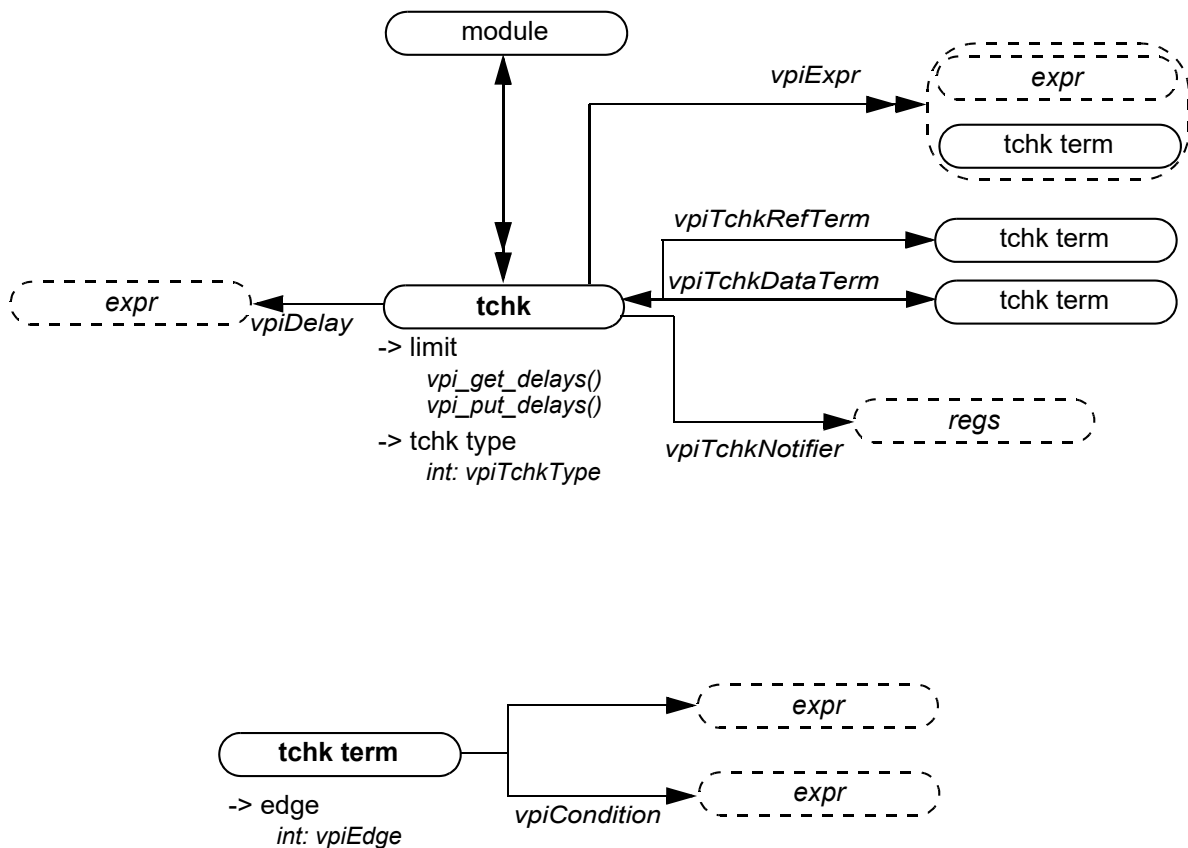 module
vpiExpr
expr
tchk term
vpiTchkRefTerm
tchk term
expr
vpiDelay
tchk
vpiTchkDataTerm
tchk term
-> limit
vpi_get_delays()
vpi_put_delays()
-> tchk type
int: vpiTchkType
vpiTchkNotifier
regs
tchk term
-> edge
int: vpiEdge
expr
vpiCondition
expr